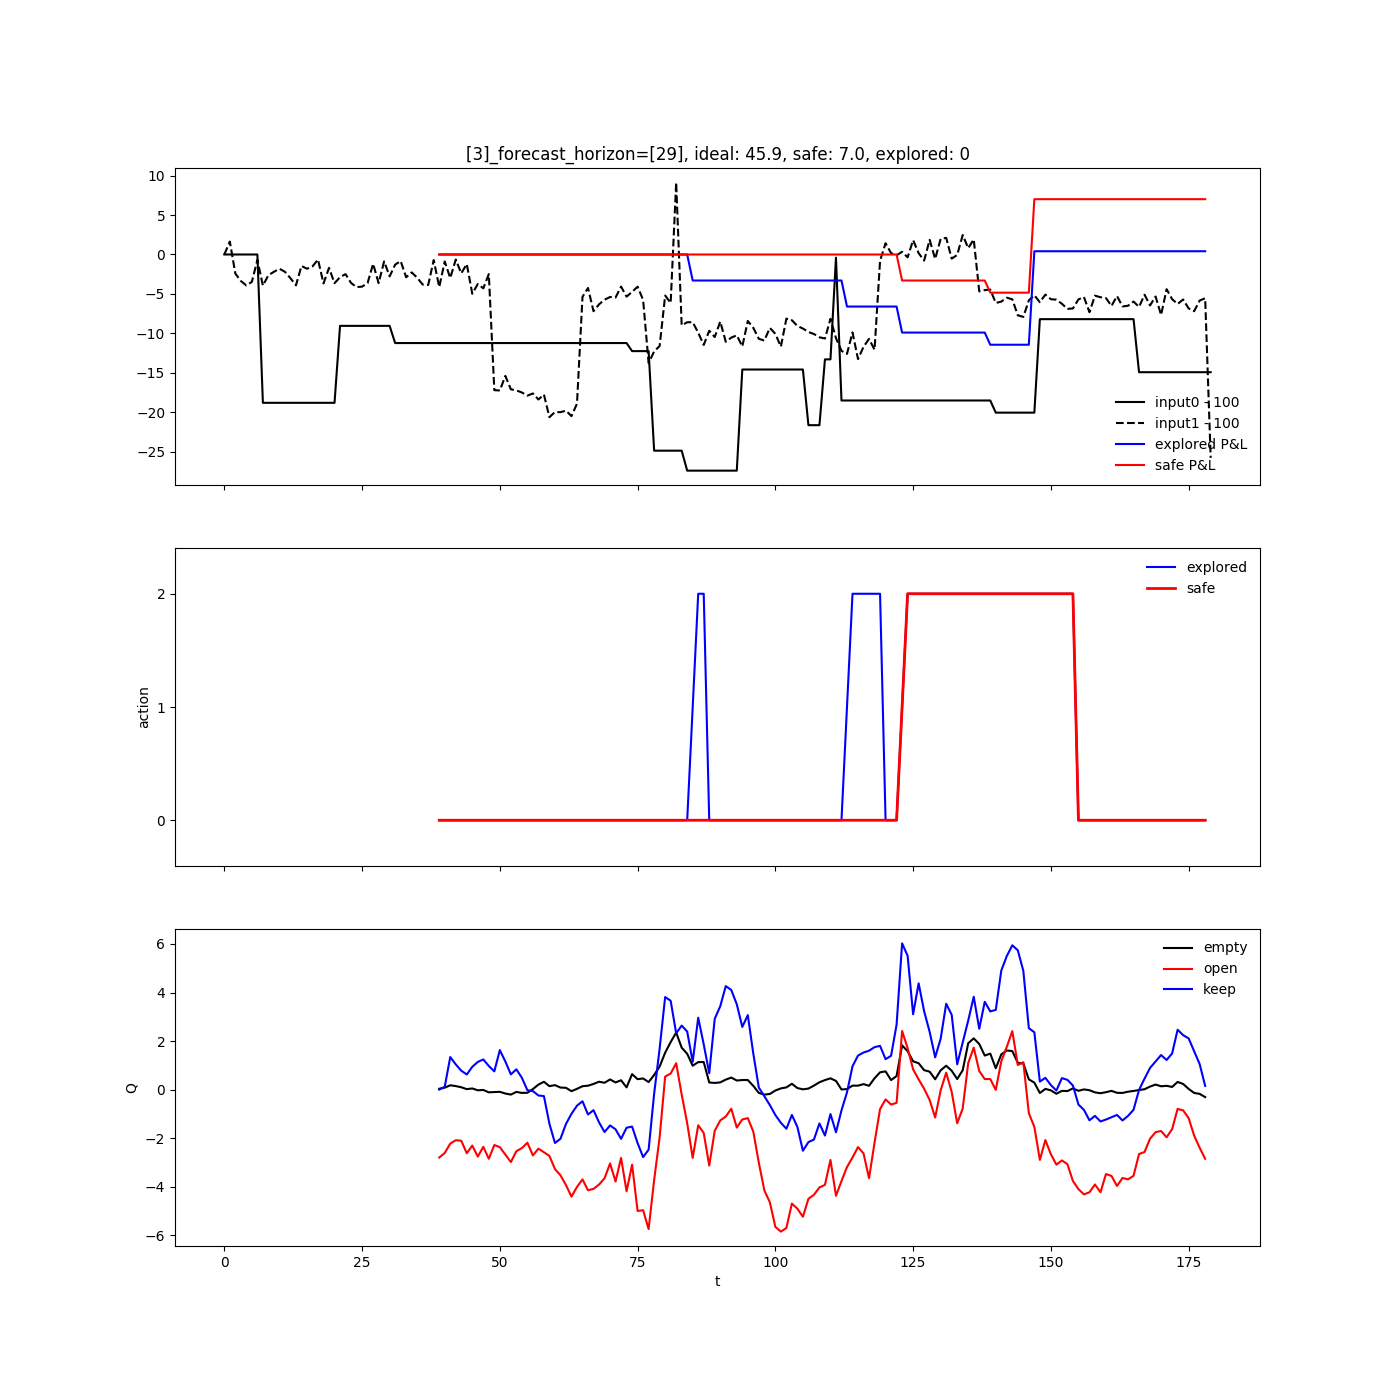 [3]_forecast_horizon=[29], ideal: 45.9, safe: 7.0, explored: 0
10
5
0
−5
−10
−15
−20
−25
input0 - 100
input1 - 100
explored P&L
safe P&L
2
1
0
action
explored
safe
6
4
2
0
−2
−4
−6
Q
empty
open
keep
0 25 50 75 100 125 150 175
t